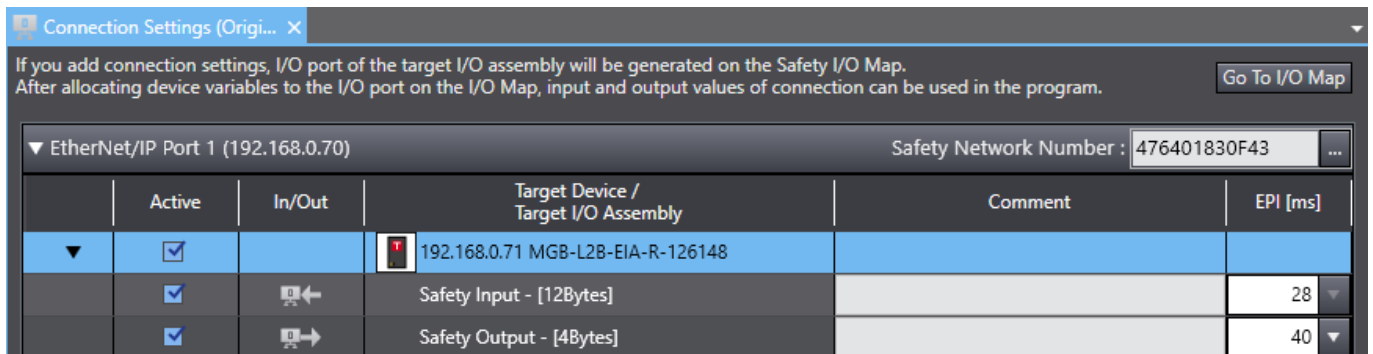 Connection Settings (Origi... ×
If you add connection settings, I/O port of the target I/O assembly will be generated on the Safety I/O Map.
After allocating device variables to the I/O port on the I/O Map, input and output values of connection can be used in the program.
Go To I/O Map
▼ EtherNet/IP Port 1 (192.168.0.70) Safety Network Number : 476401830F43 ...
Active In/Out Target Device / Comment EPI [ms]
Target I/O Assembly
192.168.0.71 MGB-L2B-EIA-R-126148
Safety Input - [12Bytes] 28
Safety Output - [4Bytes] 40